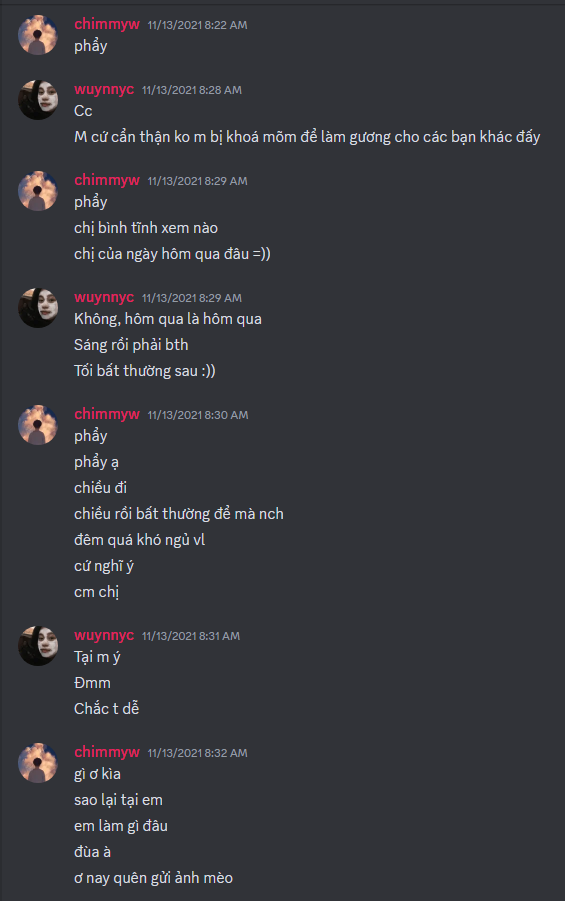 chimmyw 11/13/2021 8:22 AM
phẩy
wuynnyc 11/13/2021 8:28 AM
Cc
M cứ cẩn thận ko m bị khoá mõm để làm gương cho các bạn khác đấy
chimmyw 11/13/2021 8:29 AM
phẩy
chị bình tĩnh xem nào
chị của ngày hôm qua đâu =))
wuynnyc 11/13/2021 8:29 AM
Không, hôm qua là hôm qua
Sáng rồi phải bth
Tối bất thường sau :))
chimmyw 11/13/2021 8:30 AM
phẩy
phẩy ạ
chiều đi
chiều rồi bất thường để mà nch
đêm quá khó ngủ vl
cứ nghĩ ý
cm chị
wuynnyc 11/13/2021 8:31 AM
Tại m ý
Đmm
Chắc t dễ
chimmyw 11/13/2021 8:32 AM
gì ơ kìa
sao lại tại em
em làm gì đâu
đùa à
ơ nay quên gửi ảnh mèo